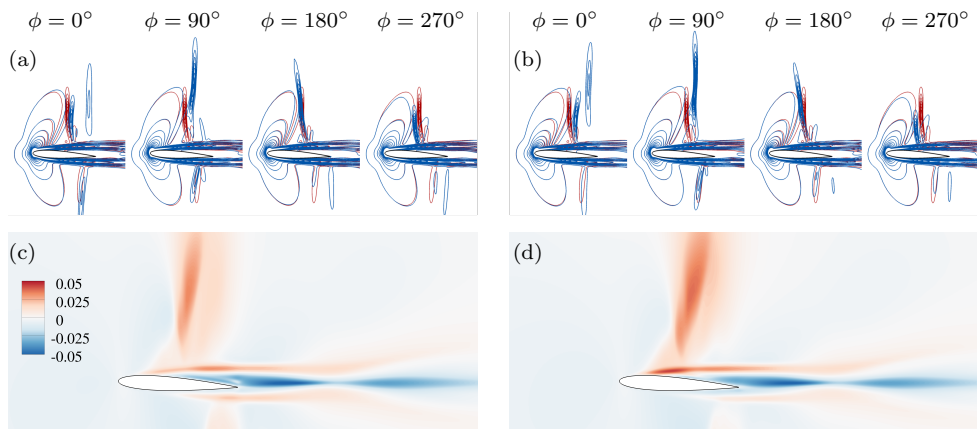 ϕ = 0° ϕ = 90° ϕ = 180° ϕ = 270° ϕ = 0° ϕ = 90° ϕ = 180° ϕ = 270°
(a) (b)
(c) (d)
0.05
0.025
0
-0.025
-0.05